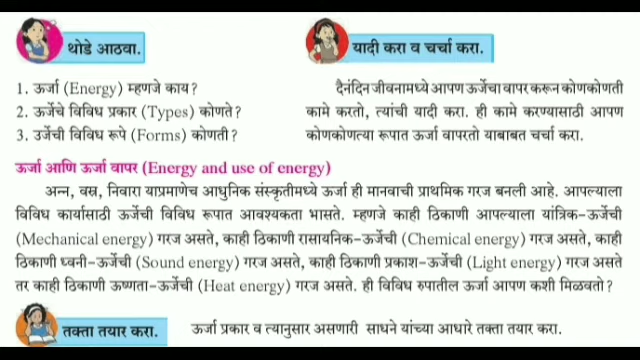 थोडे आठवा.
1. ऊर्जा (Energy) म्हणजे काय ?
2. ऊर्जेचे विविध प्रकार (Types) कोणते ?
3. उर्जेची विविध रूपे (Forms) कोणती ?
यादी करा व चर्चा करा.
दैनंदिन जीवनामध्ये आपण ऊर्जेचा वापर करून कोणकोणती
कामे करतो, त्यांची यादी करा. ही कामे करण्यासाठी आपण
कोणकोणत्या रूपात ऊर्जा वापरतो याबाबत चर्चा करा.
ऊर्जा आणि ऊर्जा वापर (Energy and use of energy)
अन्न, वस्त्र, निवारा याप्रमाणेच आधुनिक संस्कृतीमध्ये ऊर्जा ही मानवाची प्राथमिक गरज बनली आहे. आपल्याला
विविध कार्यासाठी ऊर्जेची विविध रूपात आवश्यकता भासते. म्हणजे काही ठिकाणी आपल्याला यांत्रिक-ऊर्जेची
(Mechanical energy) गरज असते, काही ठिकाणी रासायनिक-ऊर्जेची (Chemical energy) गरज असते, काही
ठिकाणी ध्वनी-ऊर्जेची (Sound energy) गरज असते, काही ठिकाणी प्रकाश-ऊर्जेची (Light energy) गरज असते
तर काही ठिकाणी ऊष्णता-ऊर्जेची (Heat energy) गरज असते. ही विविध रुपातील ऊर्जा आपण कशी मिळवतो ?
तक्ता तयार करा.
ऊर्जा प्रकार व त्यानुसार असणारी साधने यांच्या आधारे तक्ता तयार करा.